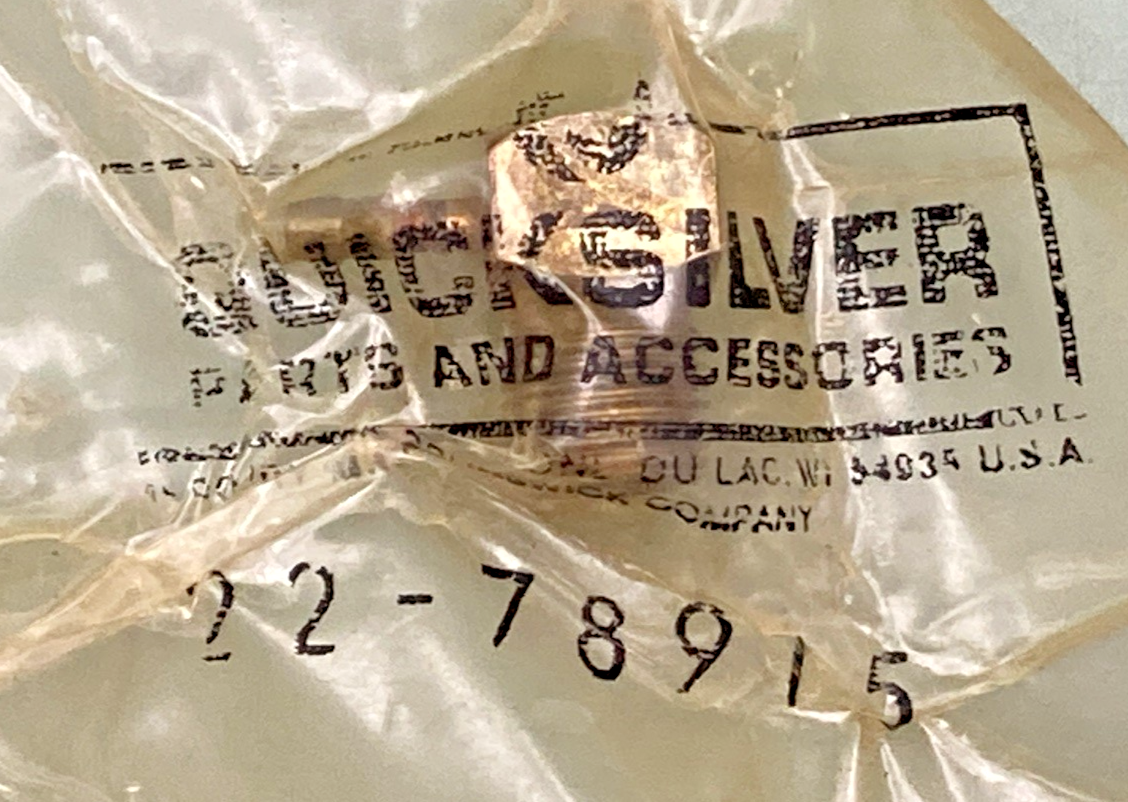 QUICKSILVER
PARTS AND ACCESSORIES
DU LAC, WI 54935 U.S.A.
COMPANY
22-78915